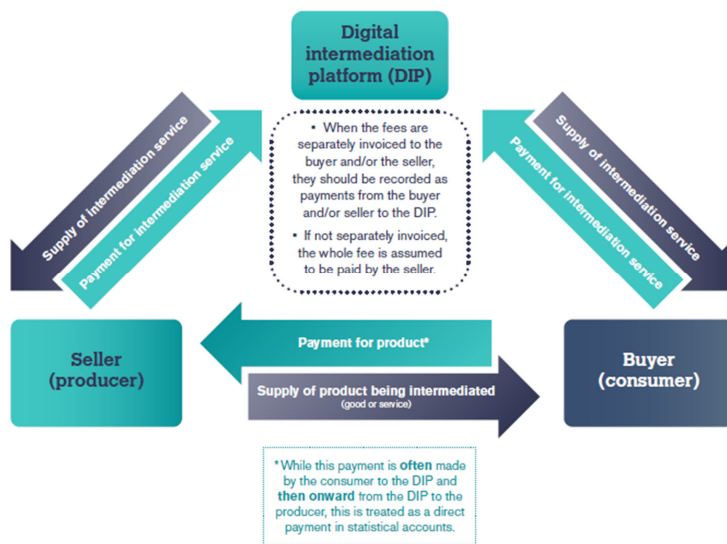 Digital
intermediation
platform (DIP)
Supply of intermediation service
Payment for intermediation service
▪ When the fees are
separately invoiced to the
buyer and/or the seller,
they should be recorded as
payments from the buyer
and/or seller to the DIP.
▪ If not separately invoiced,
the whole fee is assumed
to be paid by the seller.
Payment for intermediation service
Supply of intermediation service
Seller
(producer)
Payment for product*
Supply of product being intermediated
(good or service)
Buyer
(consumer)
* While this payment is often made
by the consumer to the DIP and
then onward from the DIP to the
producer, this is treated as a direct
payment in statistical accounts.